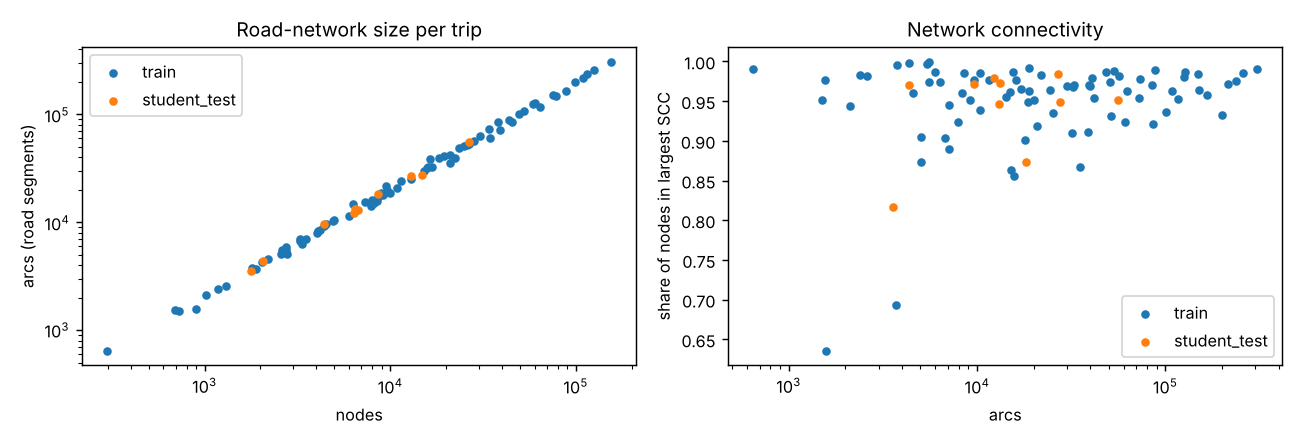 Road-network size per trip
train
student_test
10^5
10^4
10^3
arcs (road segments)
10^3
10^4
10^5
nodes
Network connectivity
1.00
0.95
0.90
0.85
0.80
0.75
0.70
0.65
share of nodes in largest SCC
train
student_test
10^3
10^4
10^5
arcs